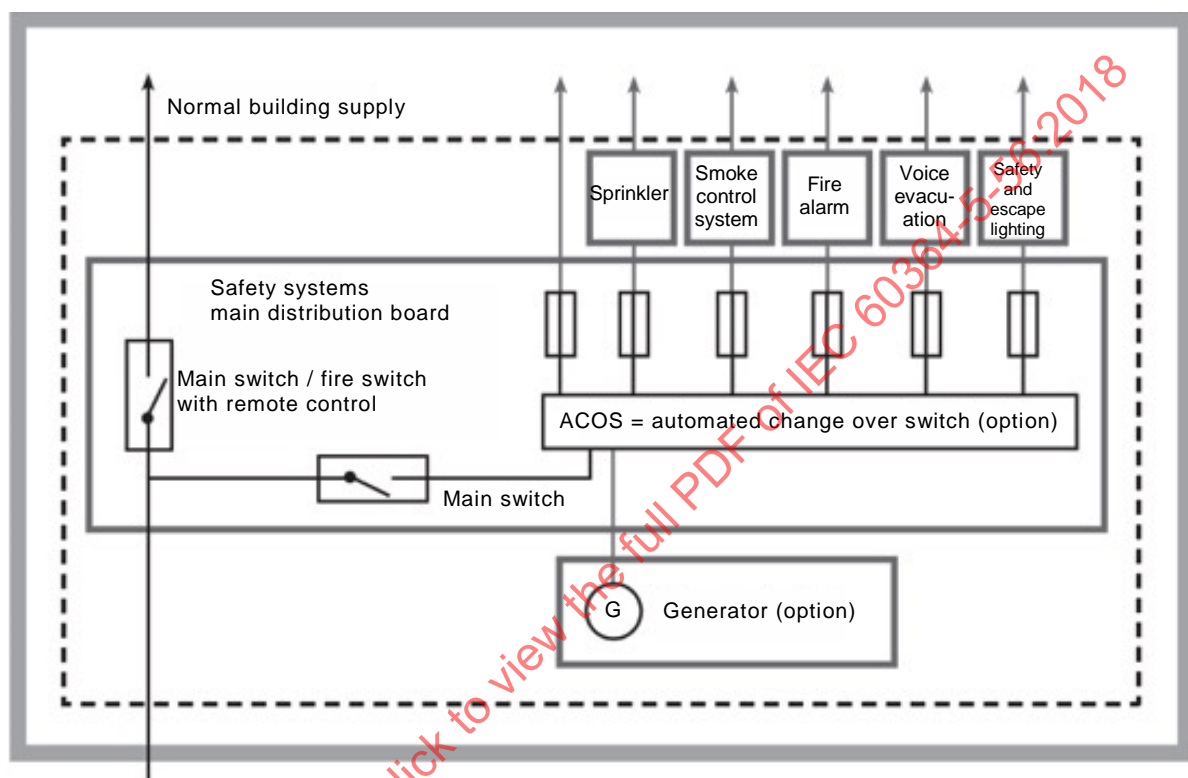 Normal building supply
Sprinkler
Smoke
control
system
Fire
alarm
Voice
evacu-
ation
Safety
and
escape
lighting
Safety systems
main distribution board
Main switch / fire switch
with remote control
ACOS = automated change over switch (option)
Main switch
G
Generator (option)
lick to view the full PDF of IEC 60364-5-56:2018